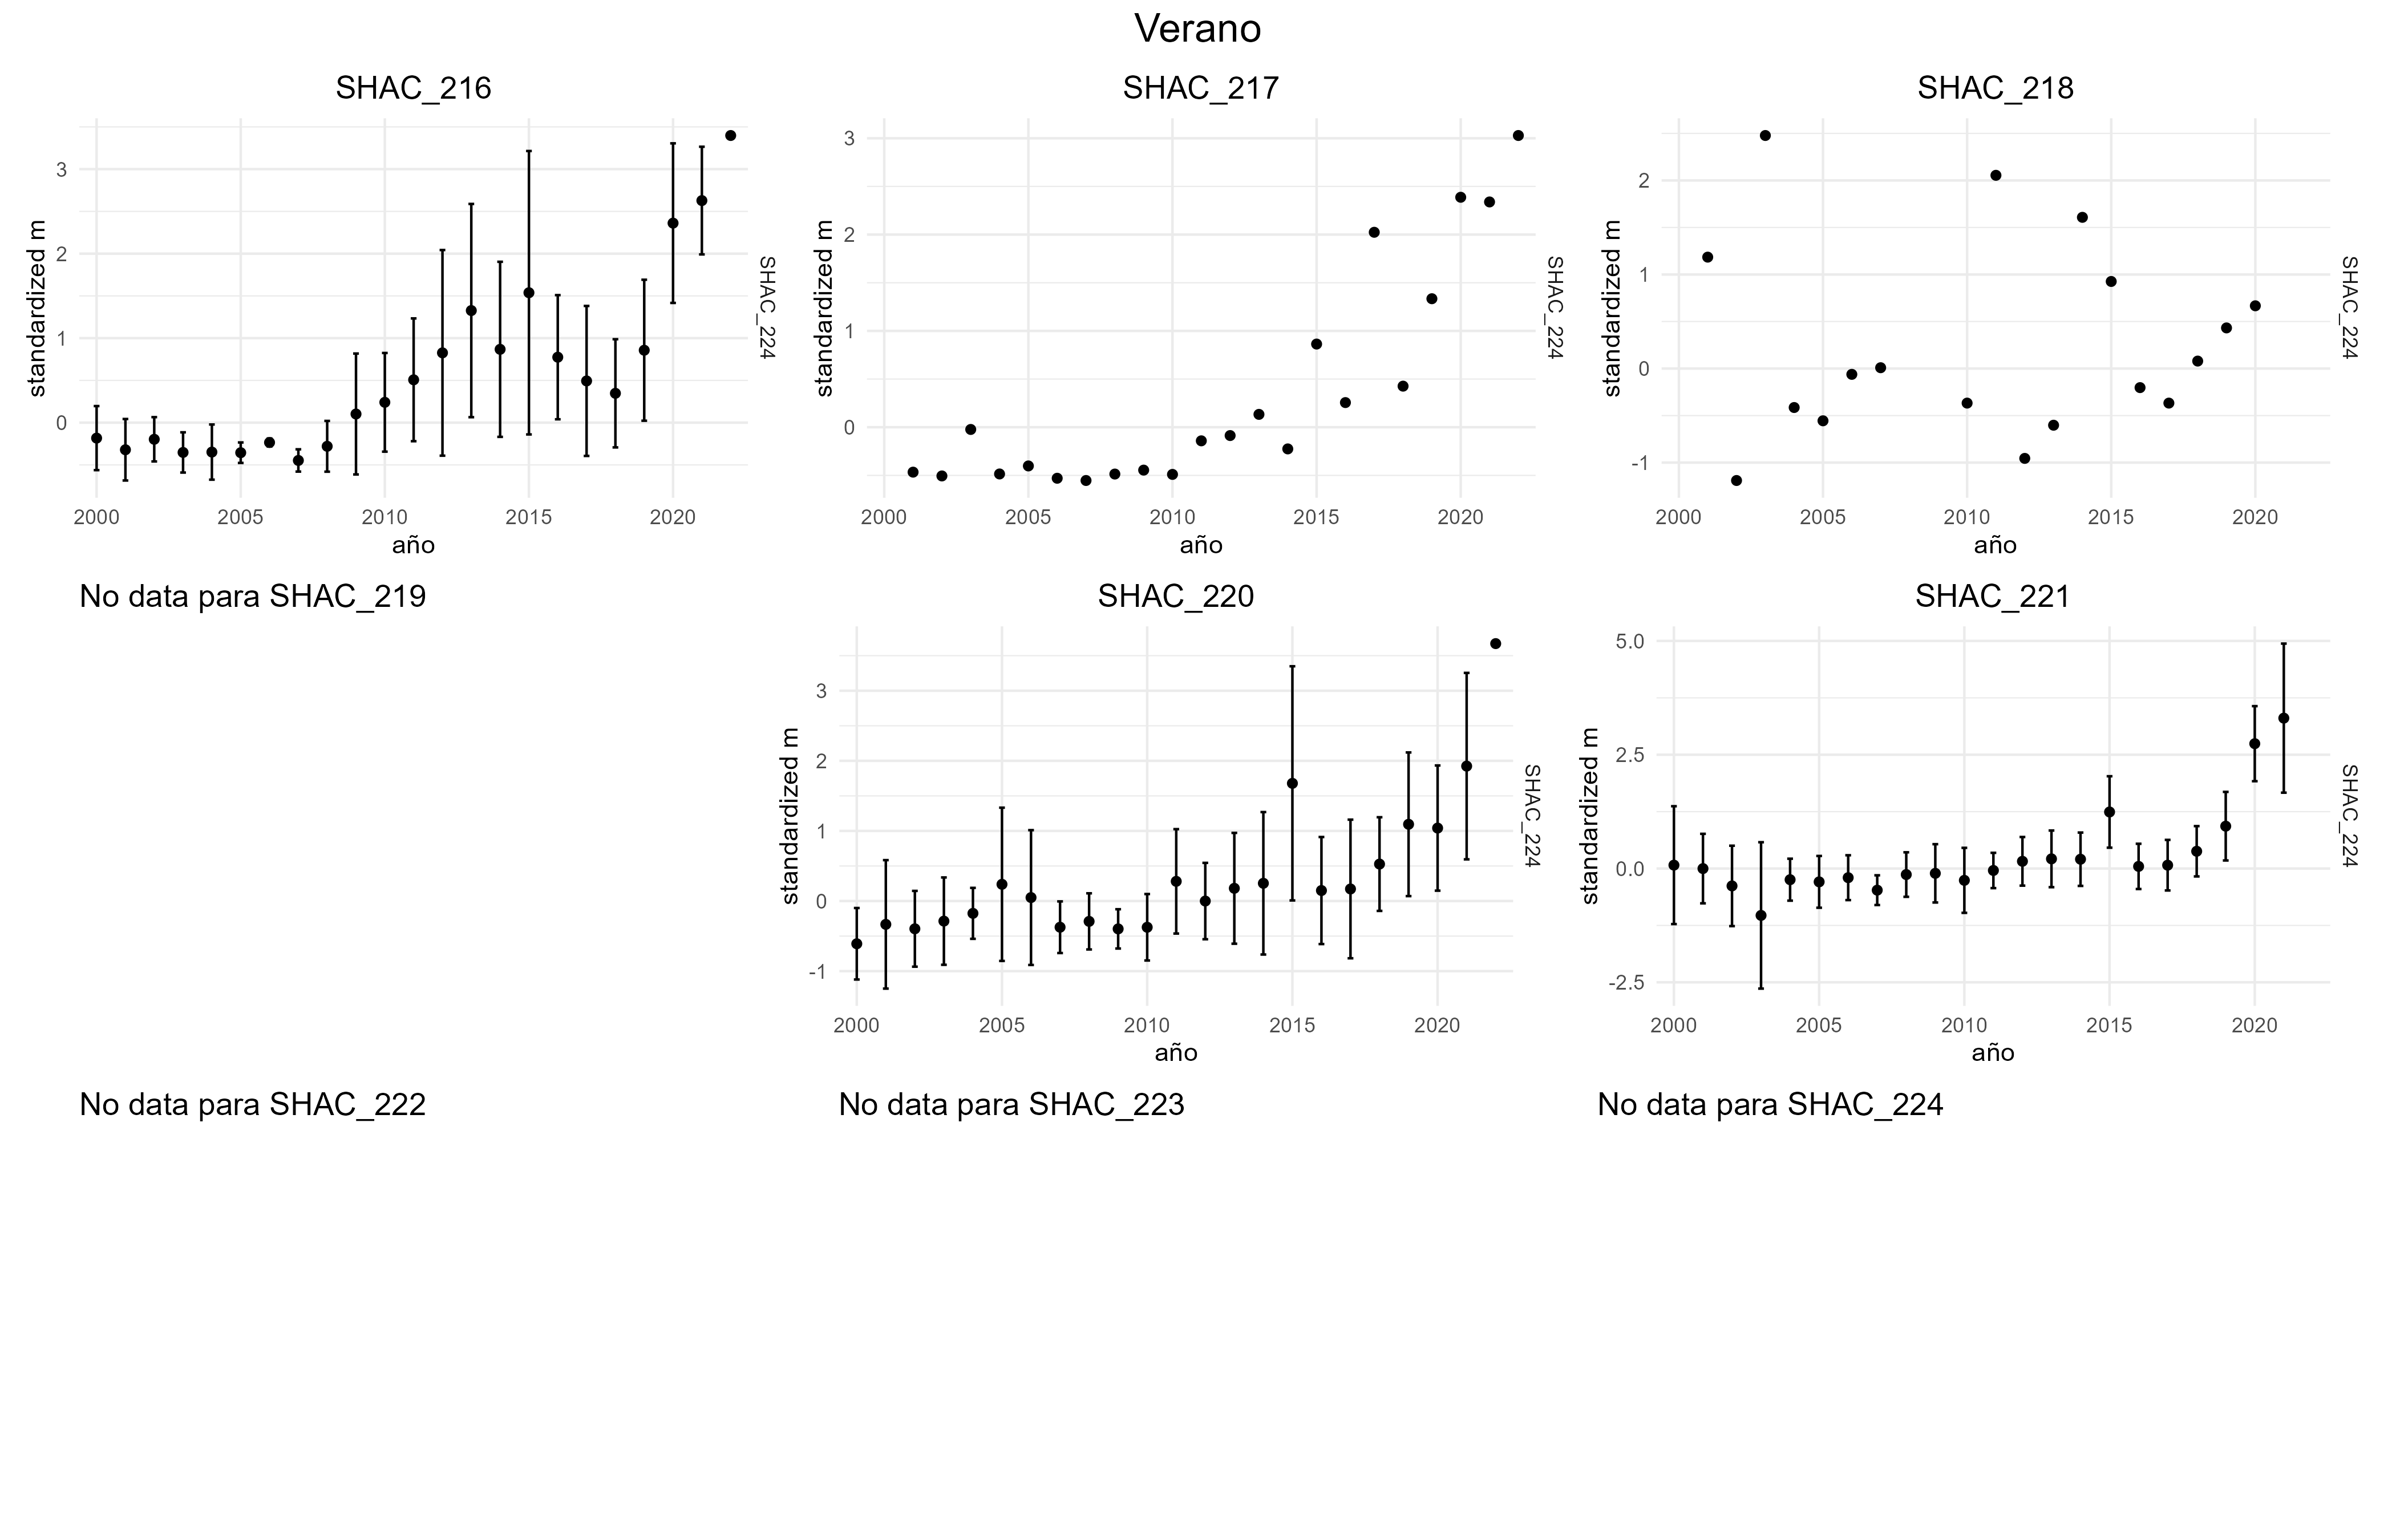 Verano
SHAC_216
standardized m
3
2
1
0
2000 2005 2010 2015 2020
año
SHAC_224
SHAC_217
standardized m
3
2
1
0
2000 2005 2010 2015 2020
año
SHAC_224
SHAC_218
standardized m
2
1
0
-1
2000 2005 2010 2015 2020
año
SHAC_224
No data para SHAC_219
SHAC_220
standardized m
3
2
1
0
-1
2000 2005 2010 2015 2020
año
SHAC_224
SHAC_221
standardized m
5.0
2.5
0.0
-2.5
2000 2005 2010 2015 2020
año
SHAC_224
No data para SHAC_222
No data para SHAC_223
No data para SHAC_224